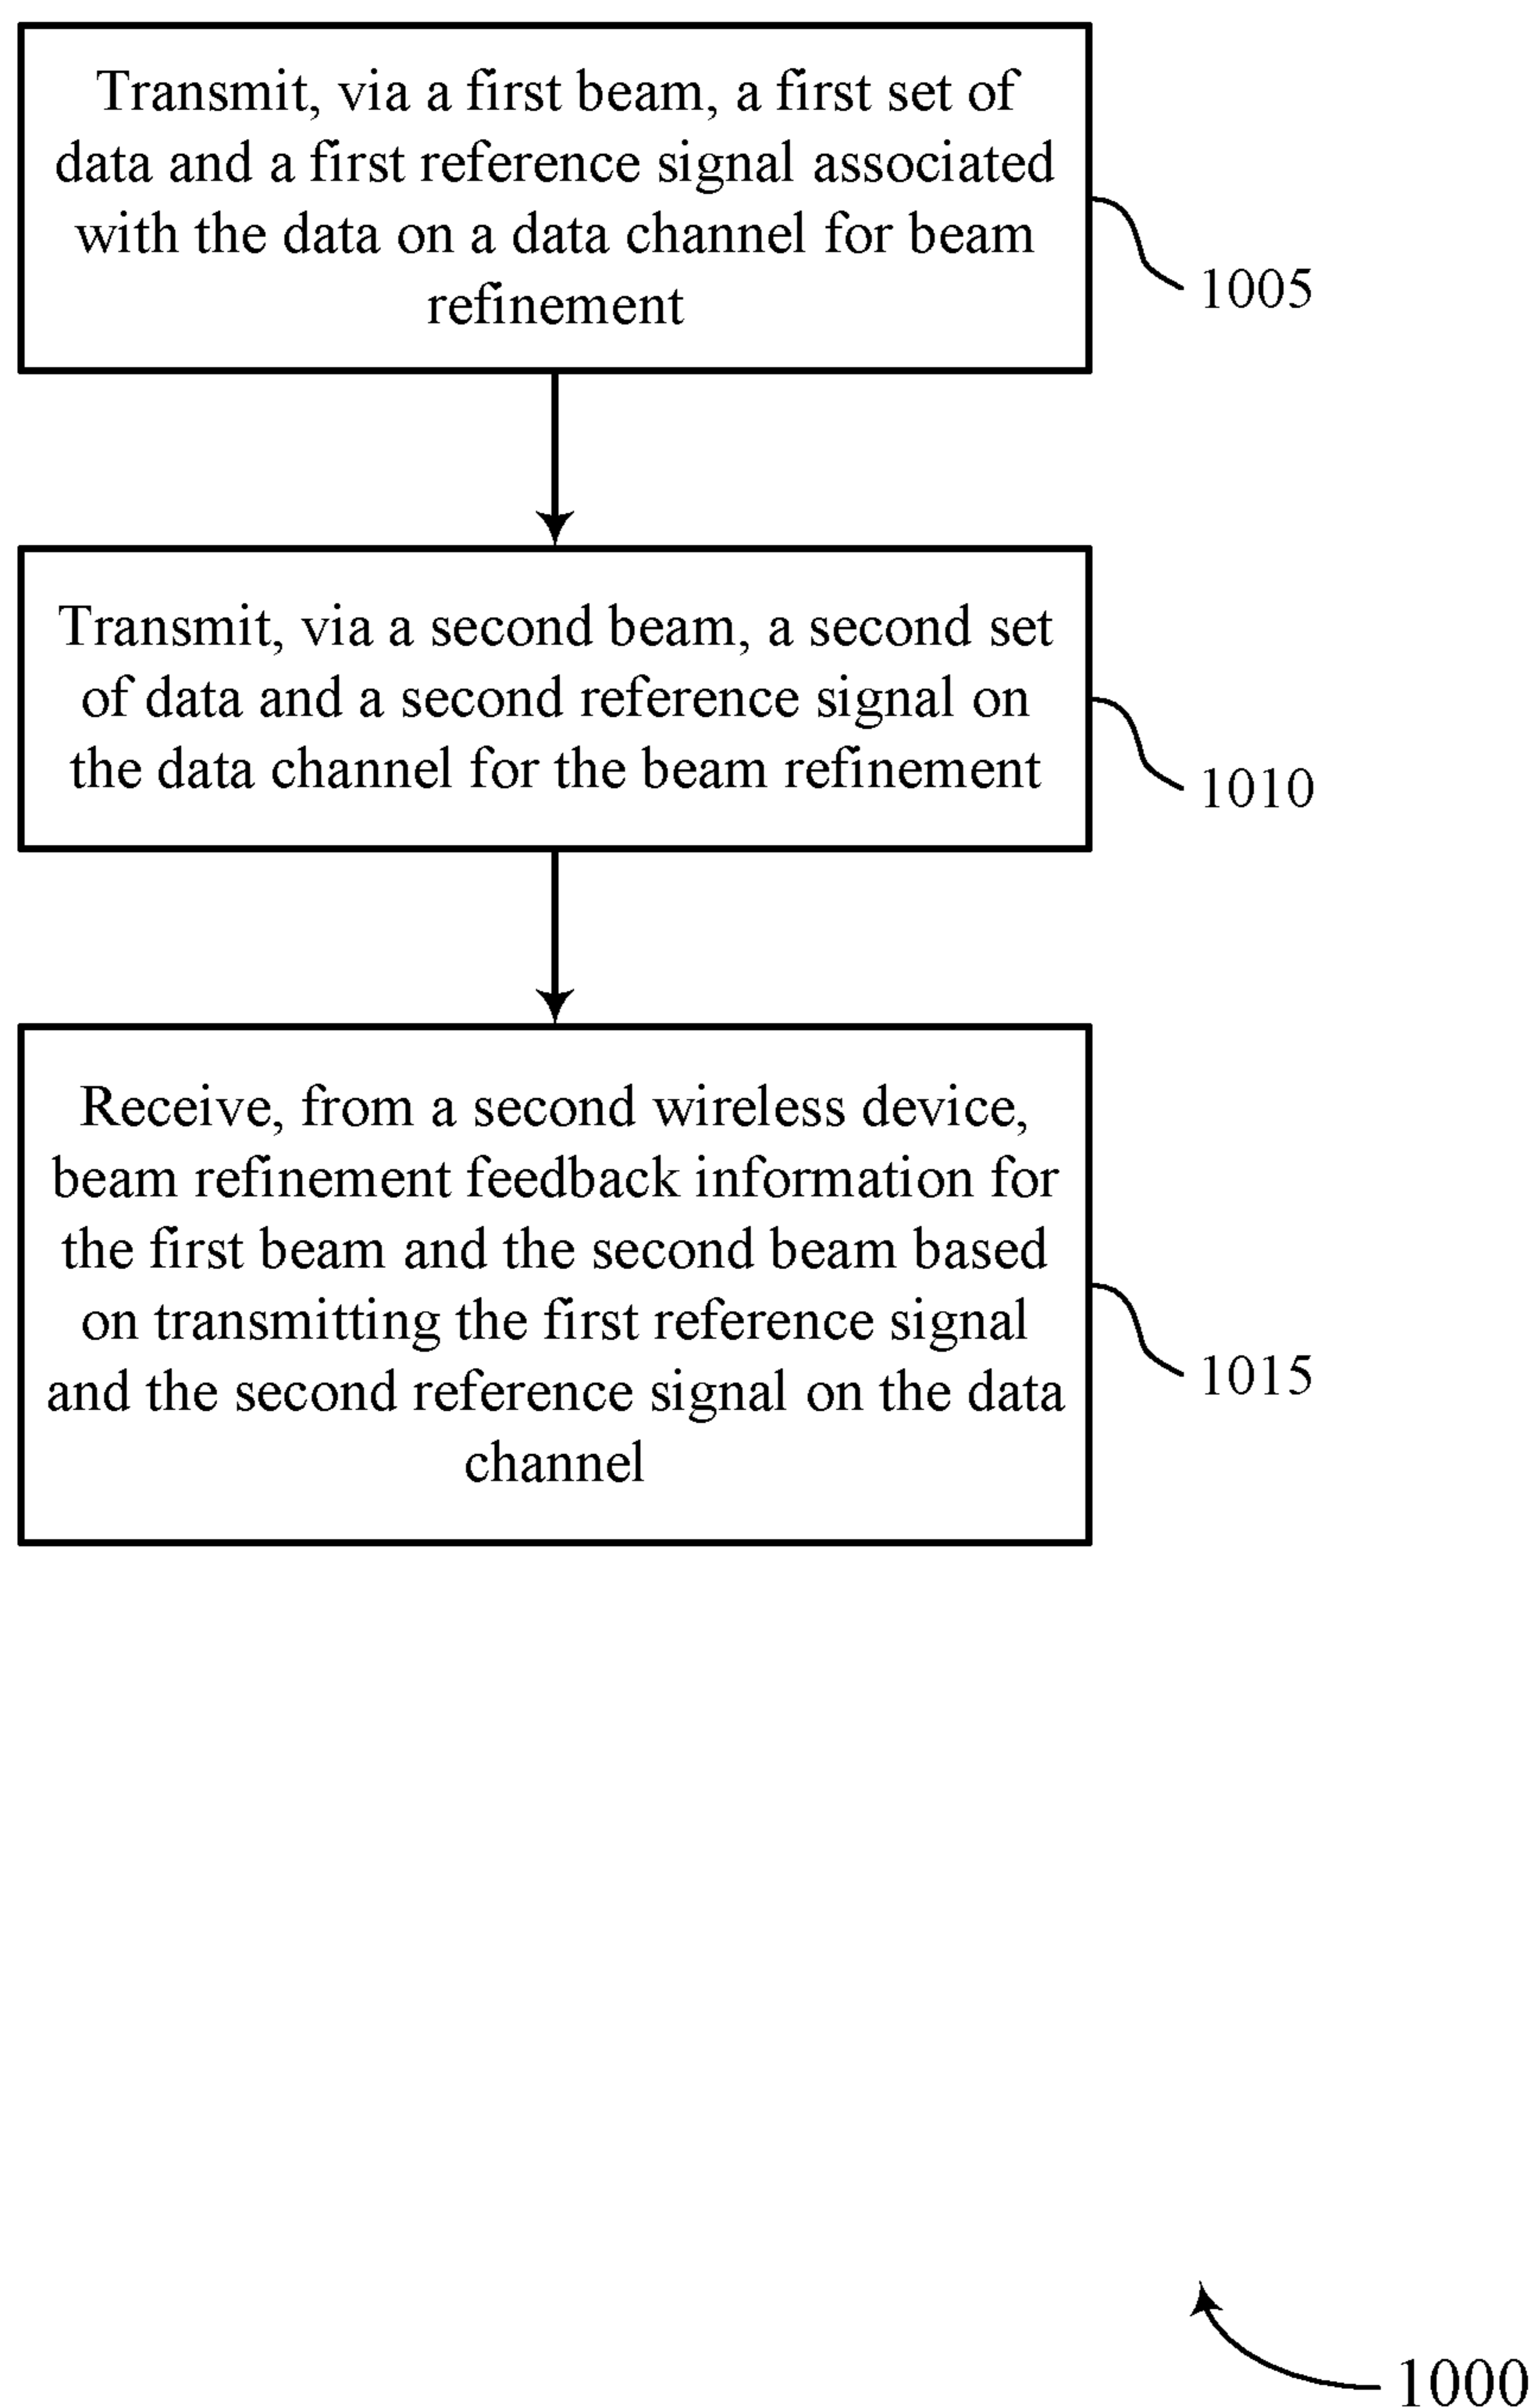 Transmit, via a first beam, a first set of
data and a first reference signal associated
with the data on a data channel for beam
refinement
1005
Transmit, via a second beam, a second set
of data and a second reference signal on
the data channel for the beam refinement
1010
Receive, from a second wireless device,
beam refinement feedback information for
the first beam and the second beam based
on transmitting the first reference signal
and the second reference signal on the data
channel
1015
1000